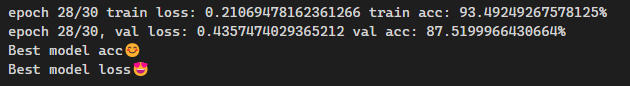 epoch 28/30 train loss: 0.21069478162361266 train acc: 93.49249267578125%
epoch 28/30, val loss: 0.4357474029365212 val acc: 87.5199966430664%
Best model acc😊
Best model loss😍